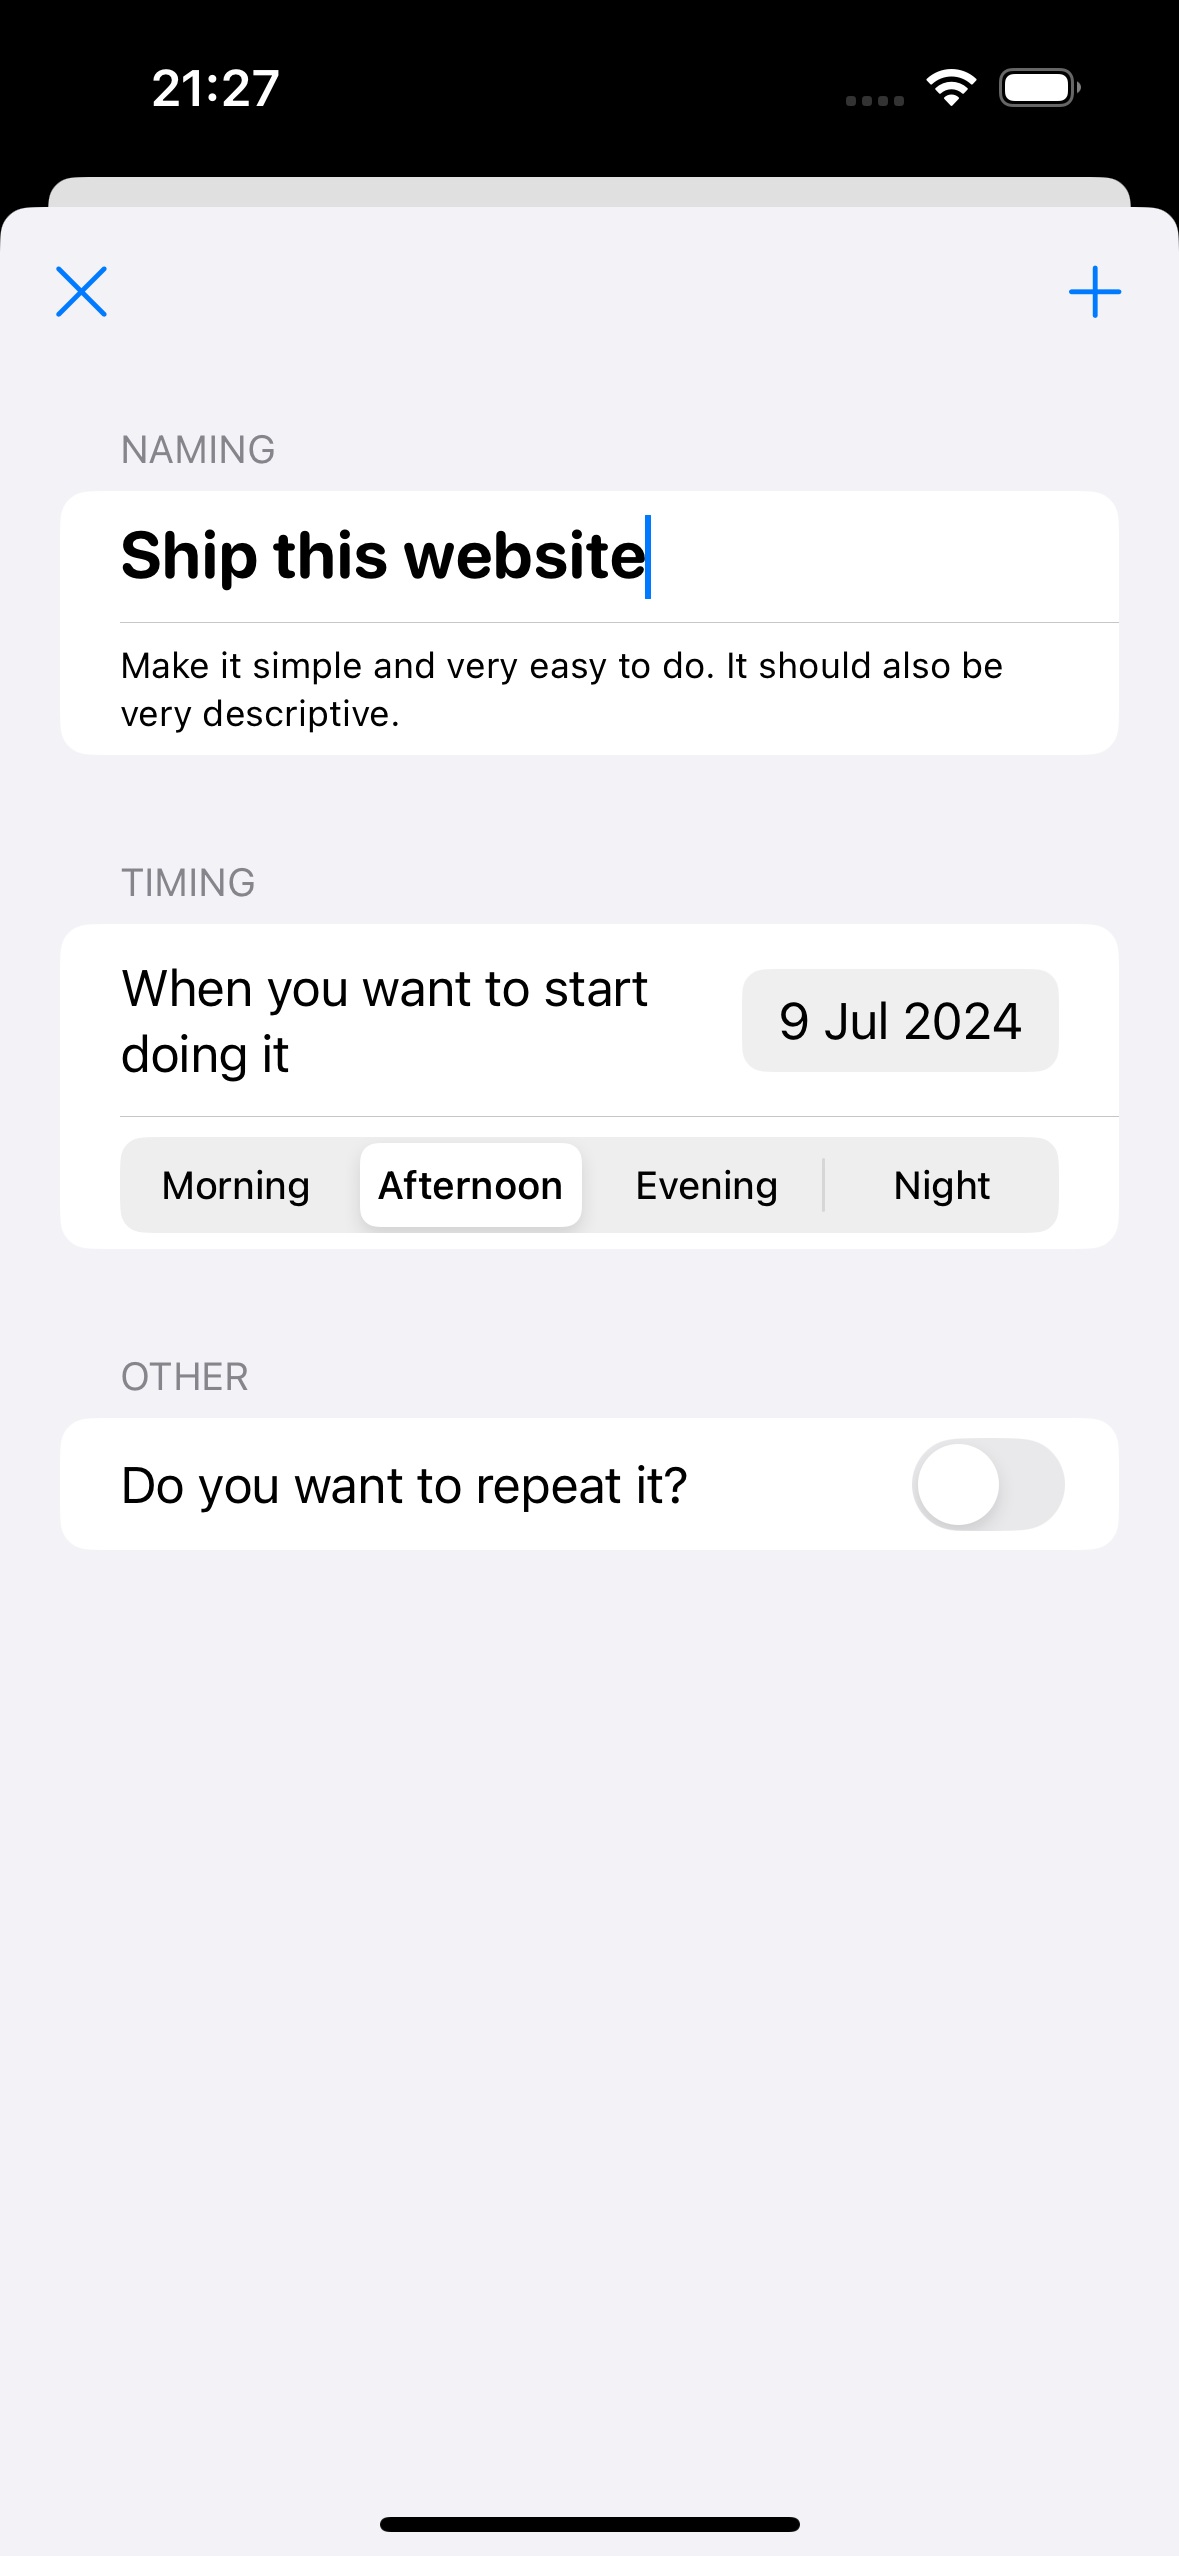 21:27
NAMING
Ship this website
Make it simple and very easy to do. It should also be
very descriptive.
TIMING
When you want to start
doing it
9 Jul 2024
Morning Afternoon Evening Night
OTHER
Do you want to repeat it?